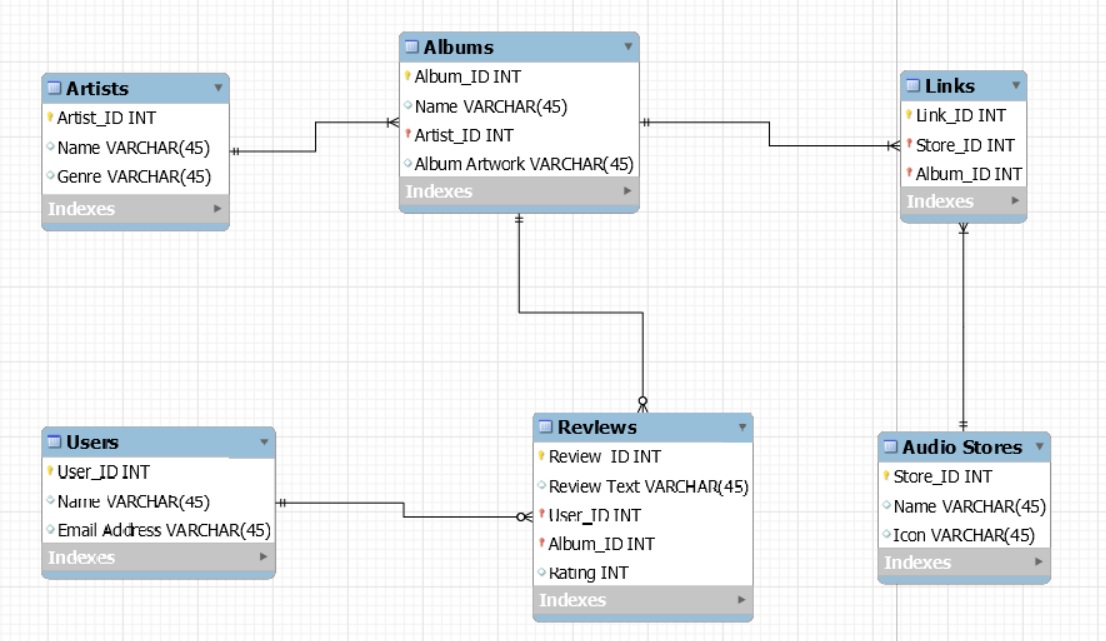 Artists
Artist_ID INT
Name VARCHAR(45)
Genre VARCHAR(45)
Indexes
Albums
Album_ID INT
Name VARCHAR(45)
Artist_ID INT
Album Artwork VARCHAR(45)
Indexes
Links
Link_ID INT
Store_ID INT
Album_ID INT
Indexes
Users
User_ID INT
Name VARCHAR(45)
Email Address VARCHAR(45)
Indexes
Reviews
Review_ID INT
Review Text VARCHAR(45)
User_ID INT
Album_ID INT
Rating INT
Indexes
Audio Stores
Store_ID INT
Name VARCHAR(45)
Icon VARCHAR(45)
Indexes